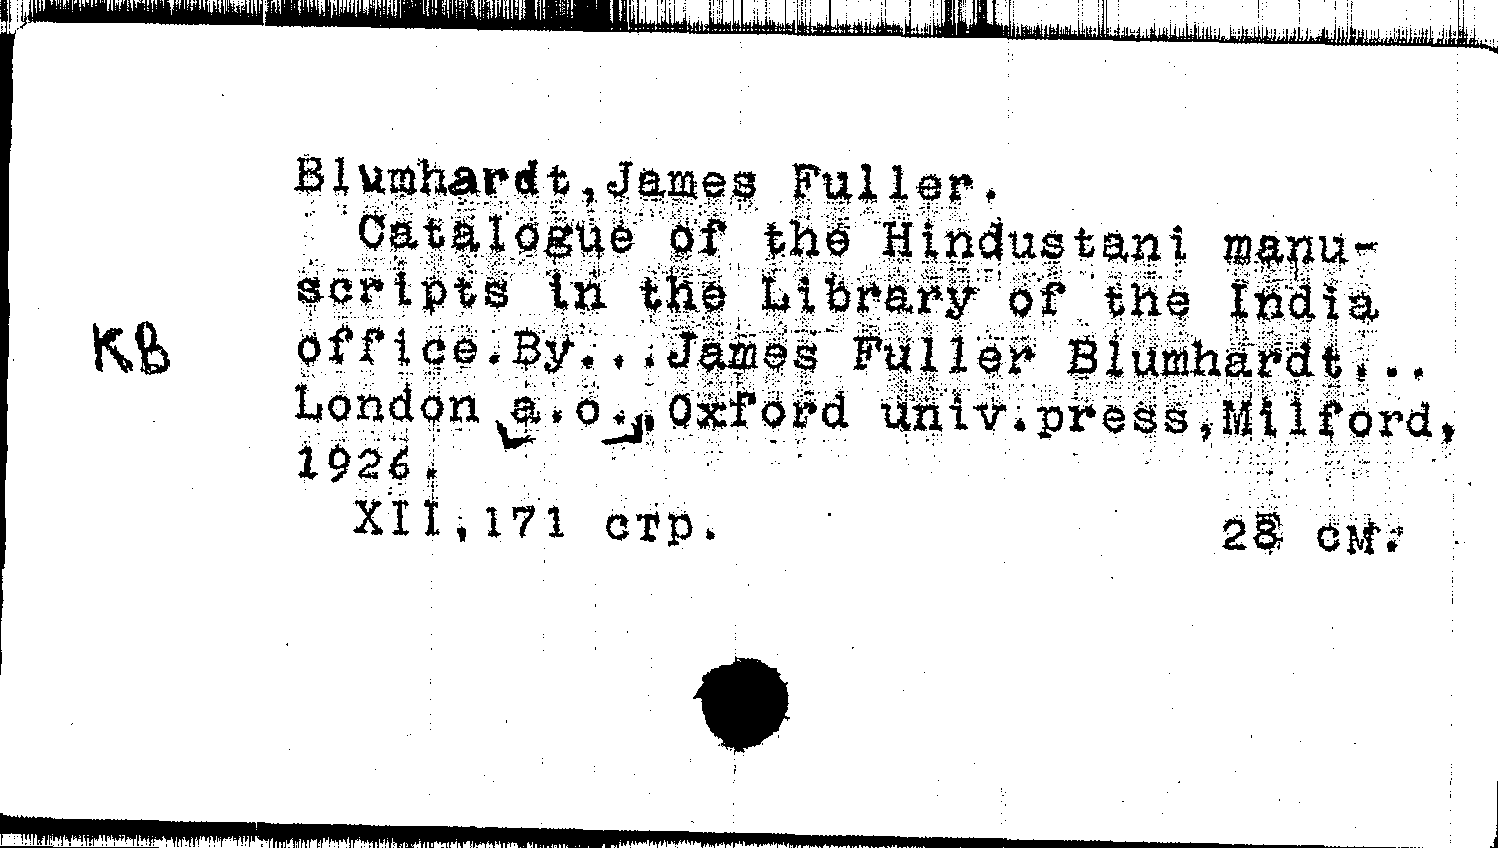 Blumhardt,James Fuller.
Catalogue of the Hindustani manu-
scripts in the Library of the India
KB
office.By...James Fuller Blumhardt...
London a.o.,Oxford univ.press,Milford,
1926.
XII,171 стр. 28 см.